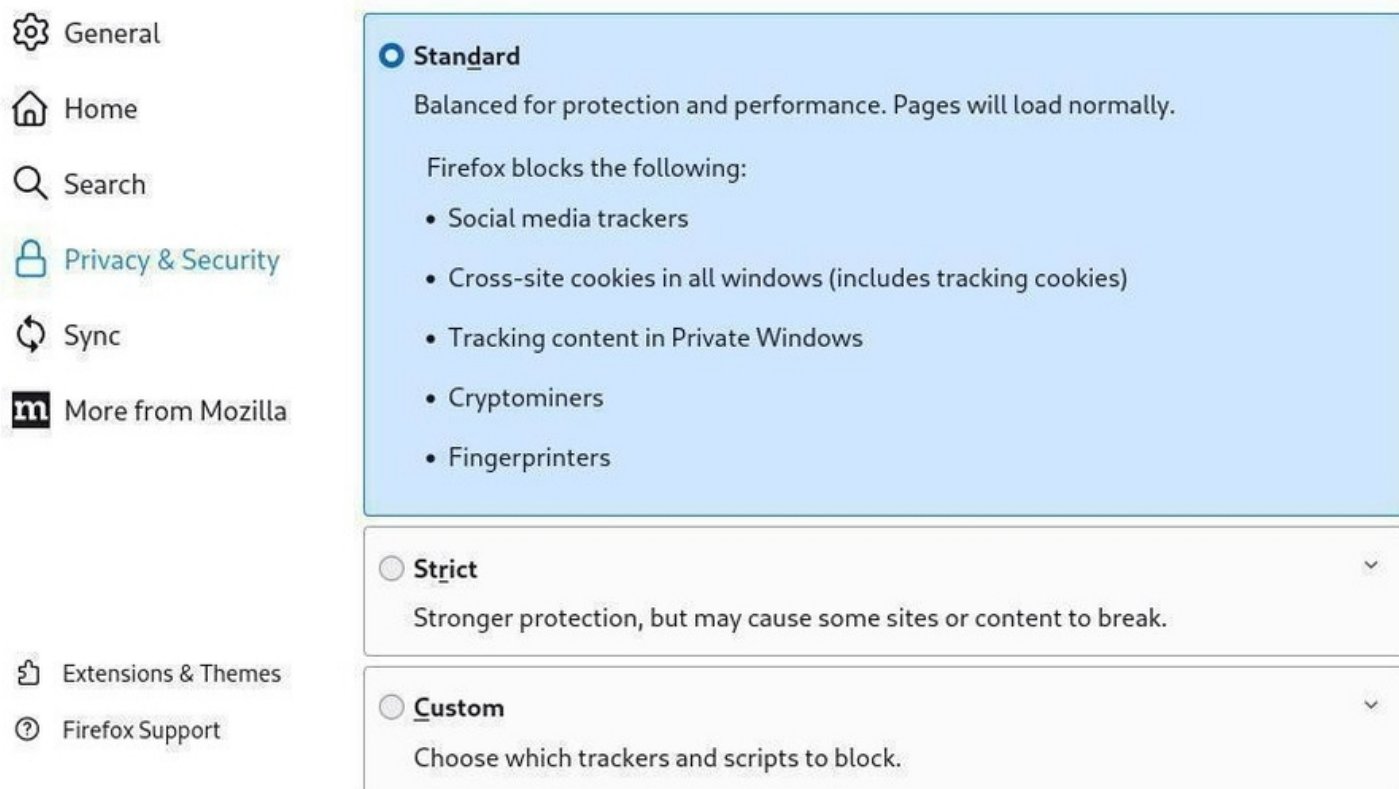 General
Home
Search
Privacy & Security
Sync
m More from Mozilla
Extensions & Themes
Firefox Support
Standard
Balanced for protection and performance. Pages will load normally.
Firefox blocks the following:
• Social media trackers
• Cross-site cookies in all windows (includes tracking cookies)
• Tracking content in Private Windows
• Cryptominers
• Fingerprinters
Strict
Stronger protection, but may cause some sites or content to break.
Custom
Choose which trackers and scripts to block.